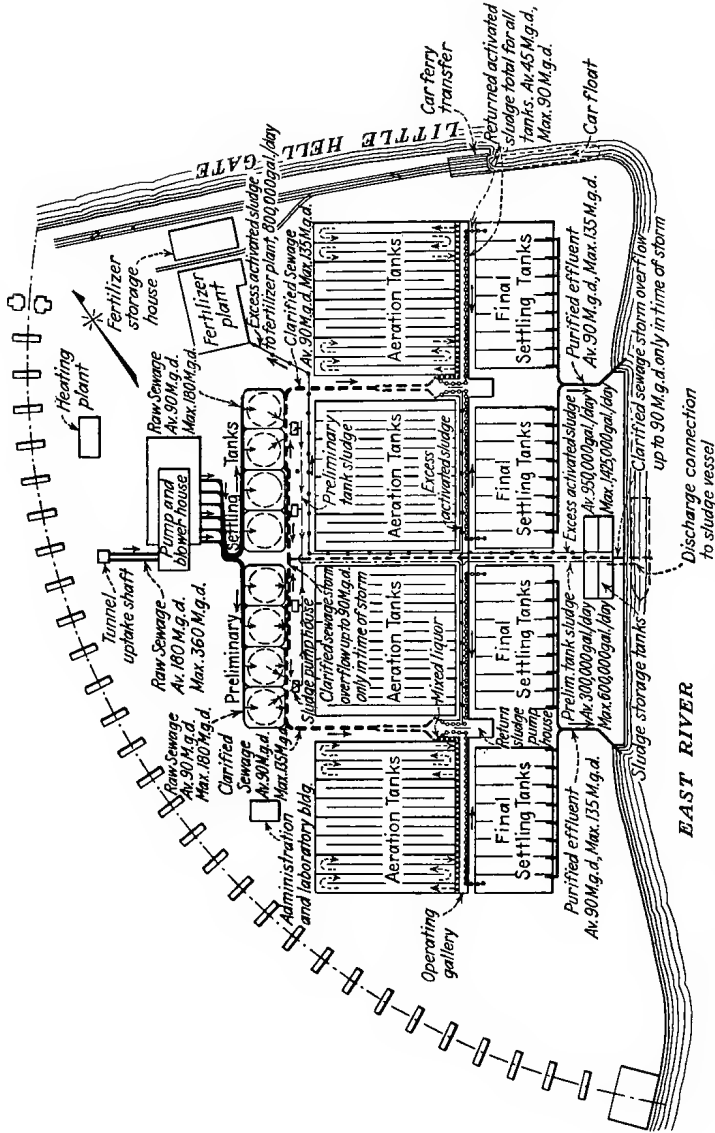 Heating
plant
Fertilizer
storage
house
Fertilizer
plant
LITTLE HELL GATE
Tunnel
uptake shaft
Pump and
blower house
Raw Sewage
Av. 90 M.g.d.
Max. 180 M.g.d.
Raw Sewage
Av. 180 M.g.d.
Max. 360 M.g.d.
Raw Sewage
Av. 90 M.g.d.
Max. 180 M.g.d.
Preliminary
Settling
Tanks
Excess activated sludge
to fertilizer plant, 800,000 gal./day
Clarified Sewage
Av. 90 M.g.d., Max. 135 M.g.d.
Clarified
Sewage
Av. 90 M.g.d.
Max. 135 M.g.d.
Administration
and laboratory bldg.
Sludge pump house
Clarified sewage storm
overflow up to 90 M.g.d.
only in time of storm
Preliminary
tank sludge
Aeration Tanks
Aeration Tanks
Aeration Tanks
Aeration Tanks
Mixed liquor
Excess
activated sludge
Operating
gallery
Return
sludge
pump
house
Car ferry
transfer
Returned activated
sludge total for all
tanks. Av. 45 M.g.d.,
Max. 90 M.g.d.
Car float
Final
Settling Tanks
Final
Settling Tanks
Final
Settling Tanks
Final
Settling Tanks
Purified effluent
Av. 90 M.g.d., Max. 135 M.g.d.
Prelim. tank sludge
Av. 300,000 gal./day
Max. 600,000 gal./day
Excess activated sludge
Av. 950,000 gal./day
Max. 1,425,000 gal./day
Purified effluent
Av. 90 M.g.d., Max. 135 M.g.d.
Sludge storage tanks
Clarified sewage storm overflow
up to 90 M.g.d. only in time of storm
Discharge connection
to sludge vessel
EAST RIVER